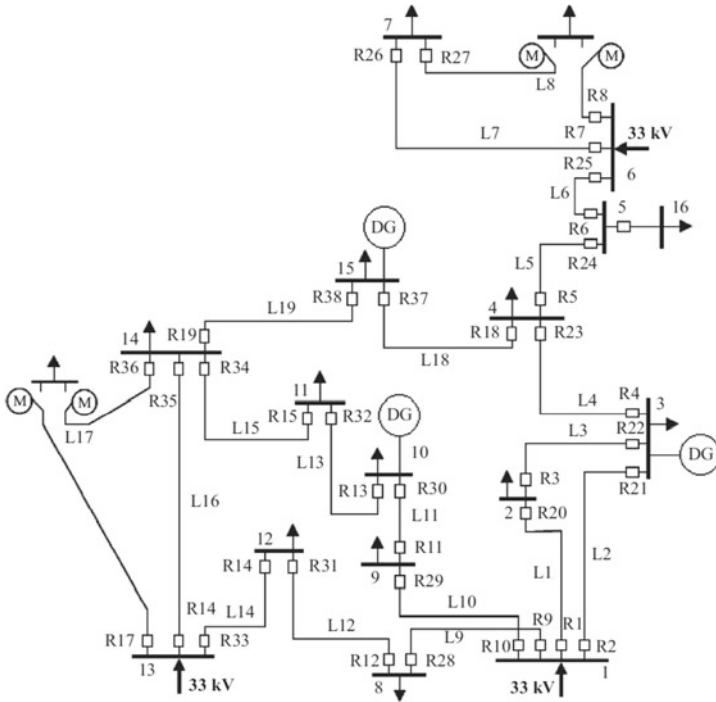 7
R26
R27
M
M
L8
R8
L7
R7
33 kV
R25
6
L6
5
16
R6
DG
R24
15
L5
R38
R37
R5
L19
4
14
R19
R18
R23
L18
R36
R34
11
R35
M
M
R15
R32
DG
L4
R4
3
L17
L15
10
L3
R22
DG
L13
R3
R21
R13
R30
L16
2
R20
L11
12
R11
L2
R14
R31
9
R29
L1
L10
R14
L14
L12
L9
R9
R1
R17
R33
R10
R2
13
R12
R28
1
33 kV
8
33 kV